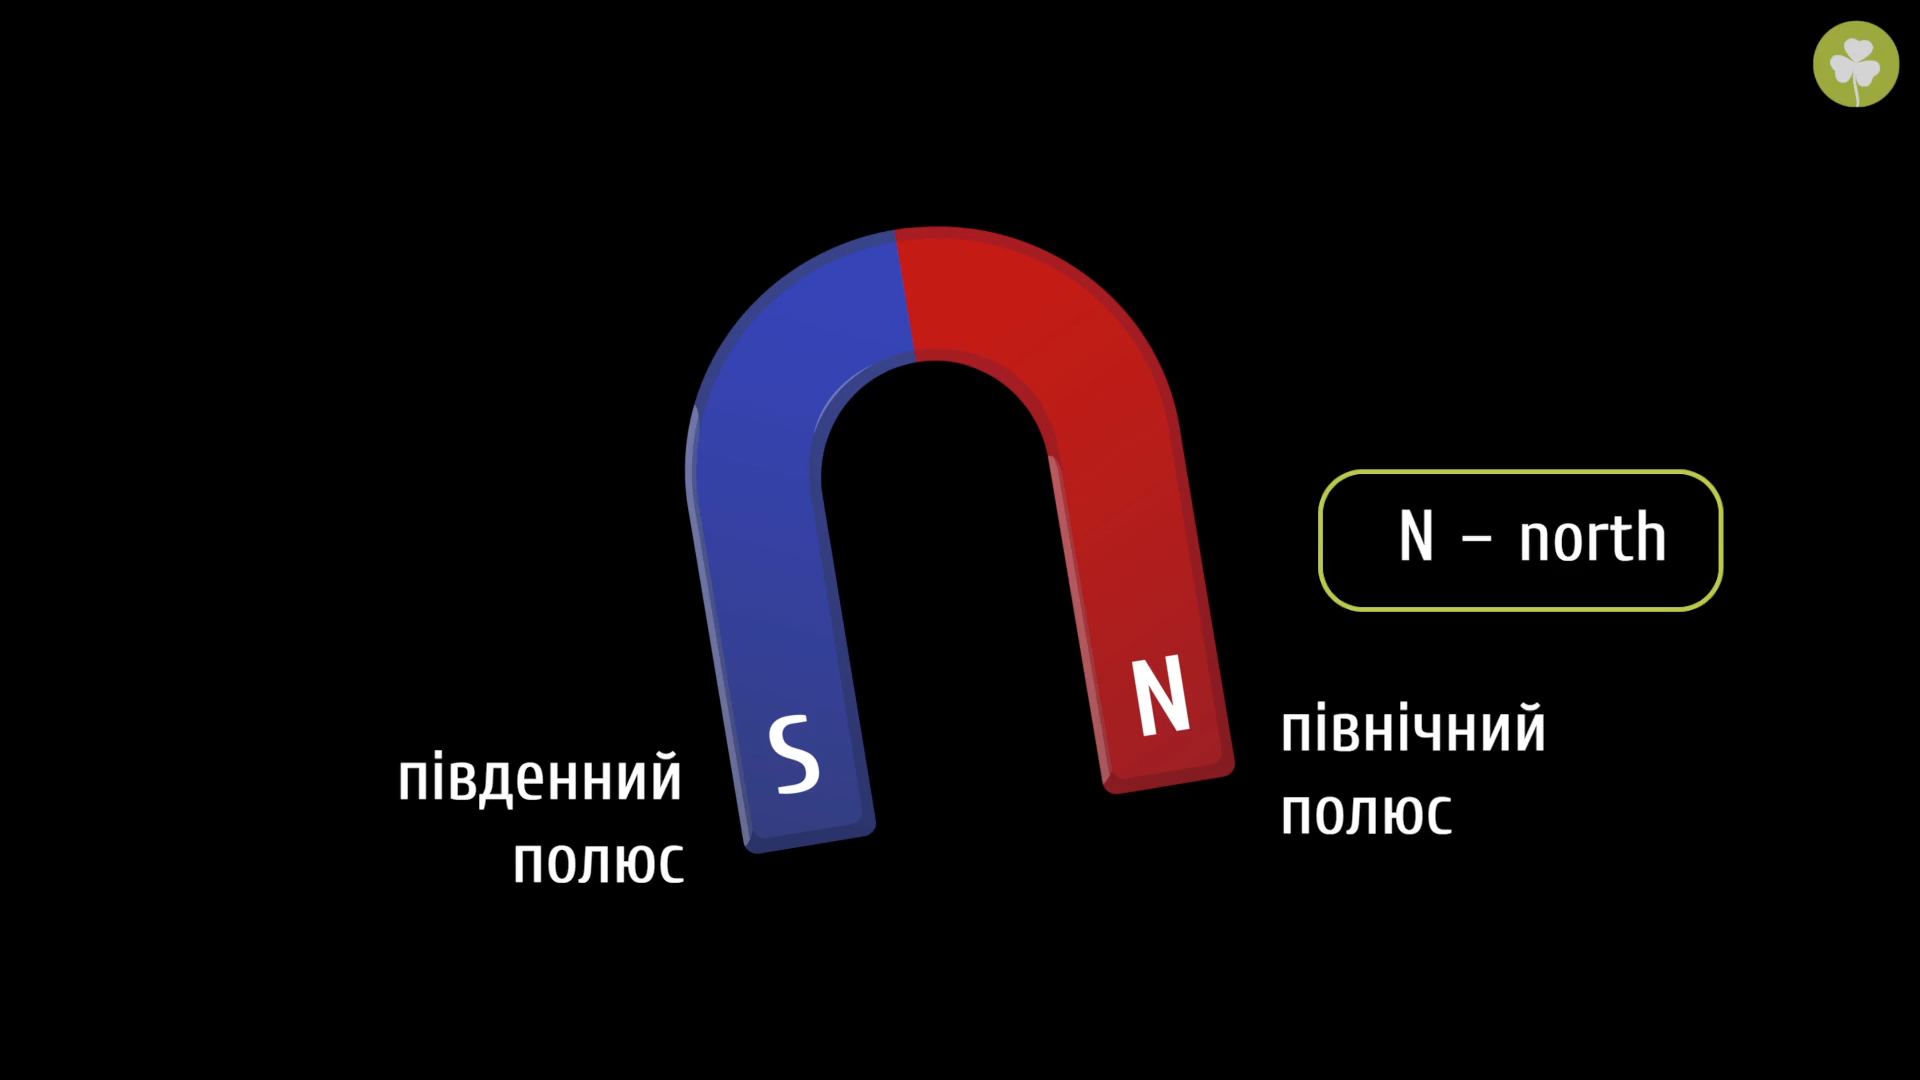 N – north
S
N
південний
полюс
північний
полюс